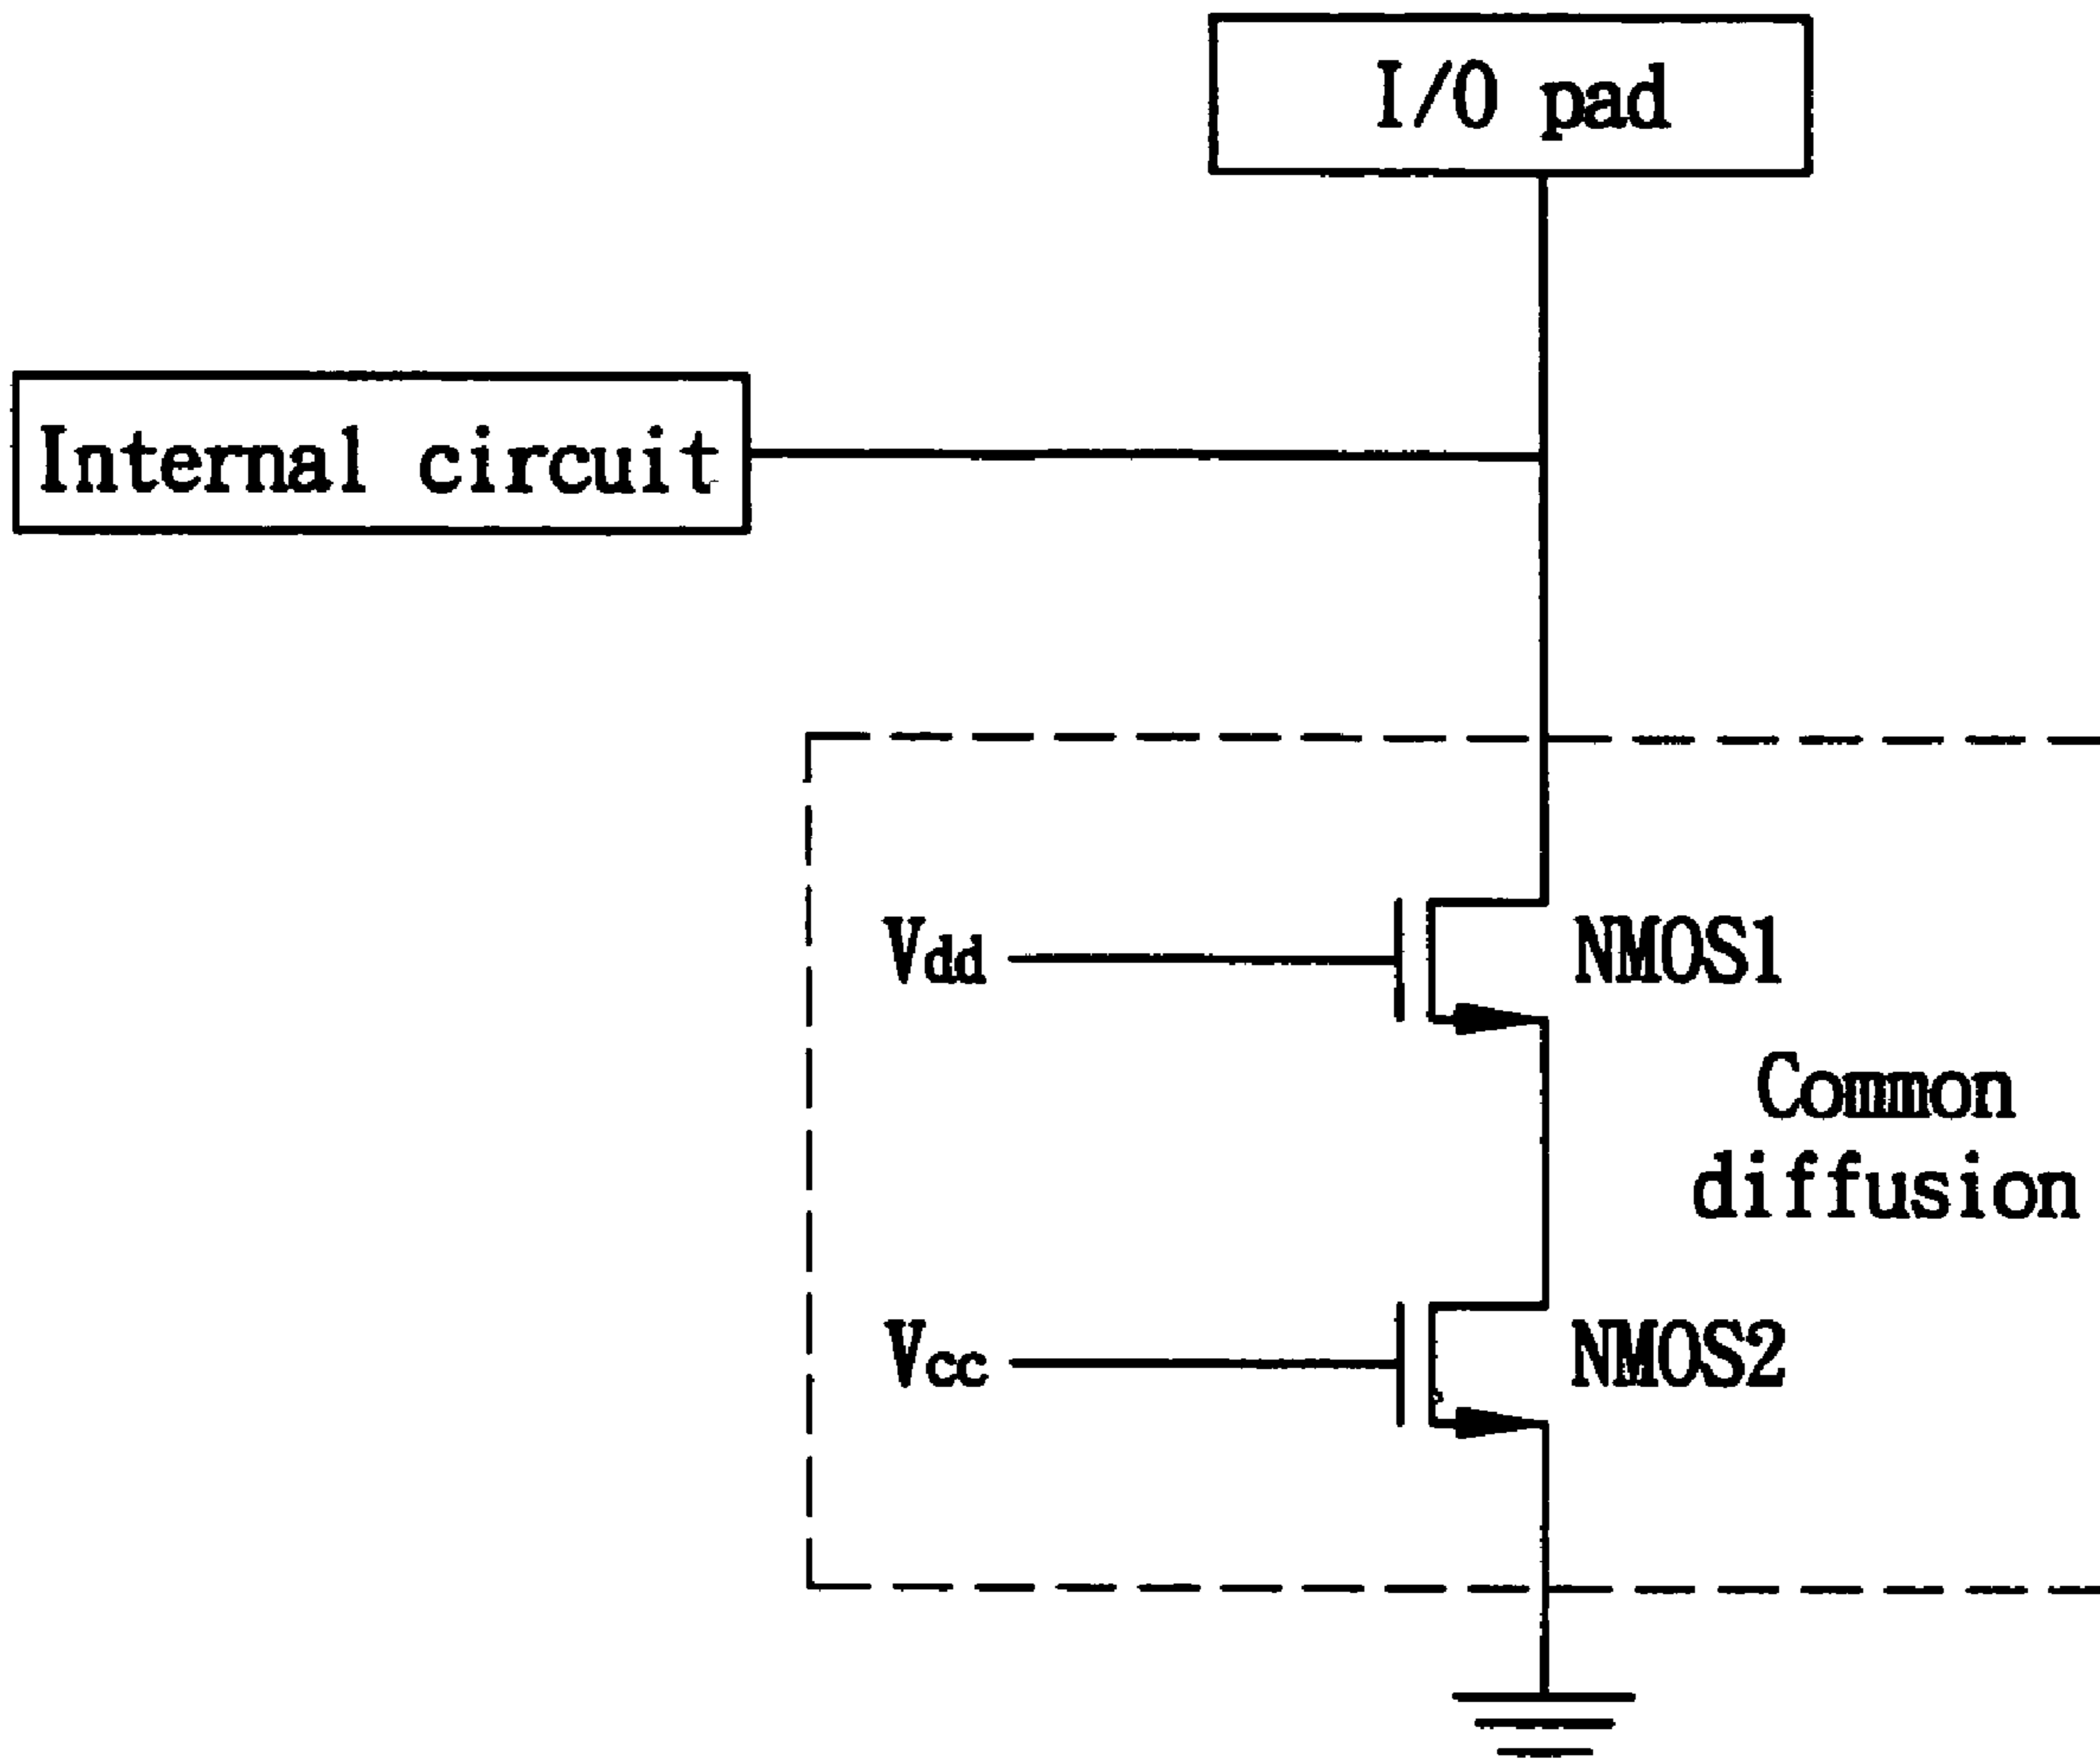 I/O pad
Internal circuit
Vdd
NMOS1
Common
diffusion
Vcc
NMOS2